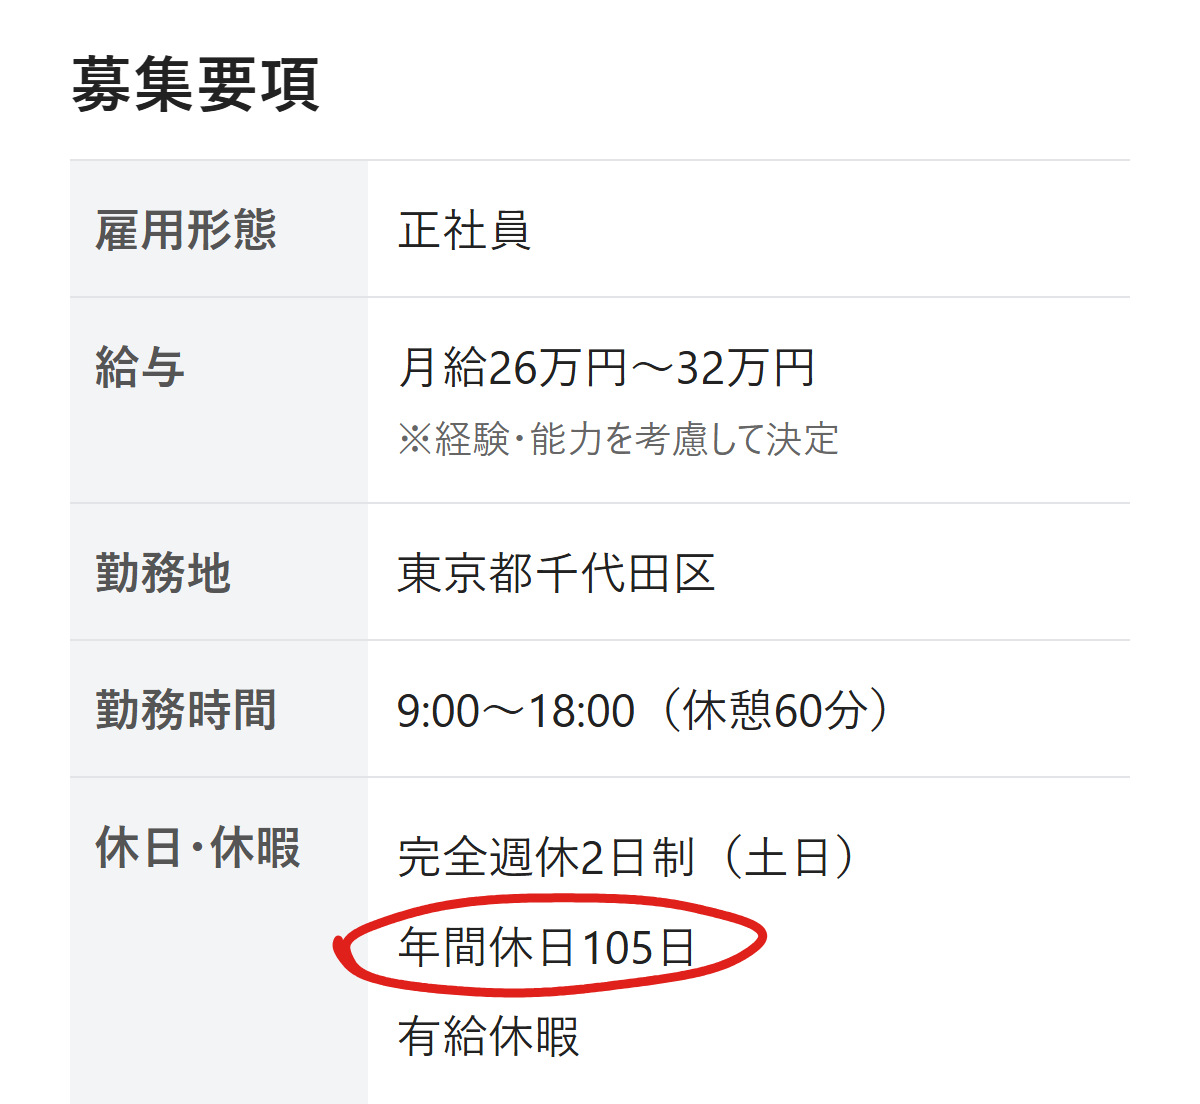 募集要項
雇用形態
正社員
給与
月給26万円～32万円
※経験・能力を考慮して決定
勤務地
東京都千代田区
勤務時間
9:00～18:00（休憩60分）
休日・休暇
完全週休2日制（土日）
年間休日105日
有給休暇